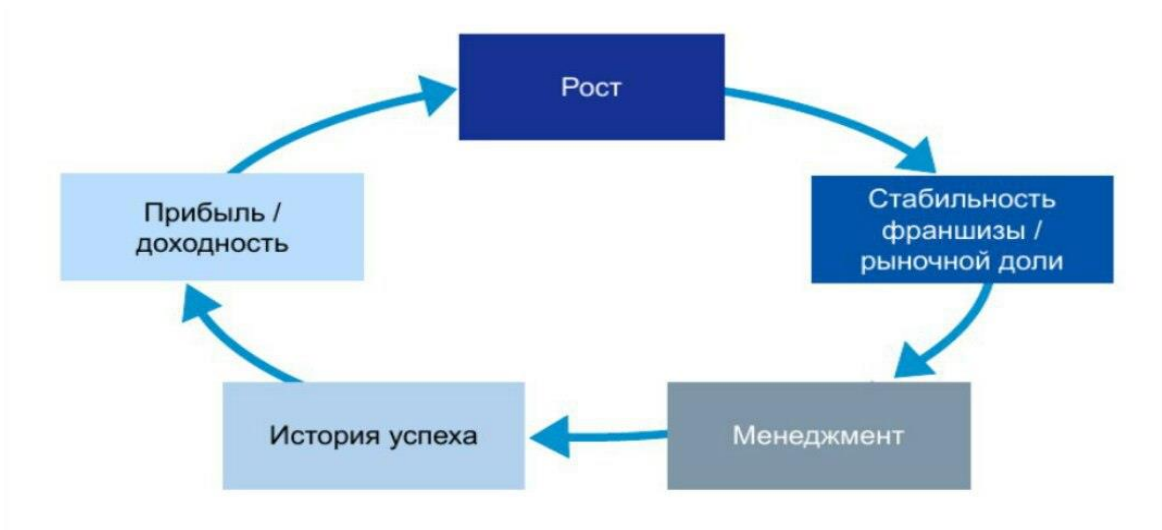 Рост
Стабильность
франшизы /
рыночной доли
Прибыль /
доходность
История успеха
Менеджмент